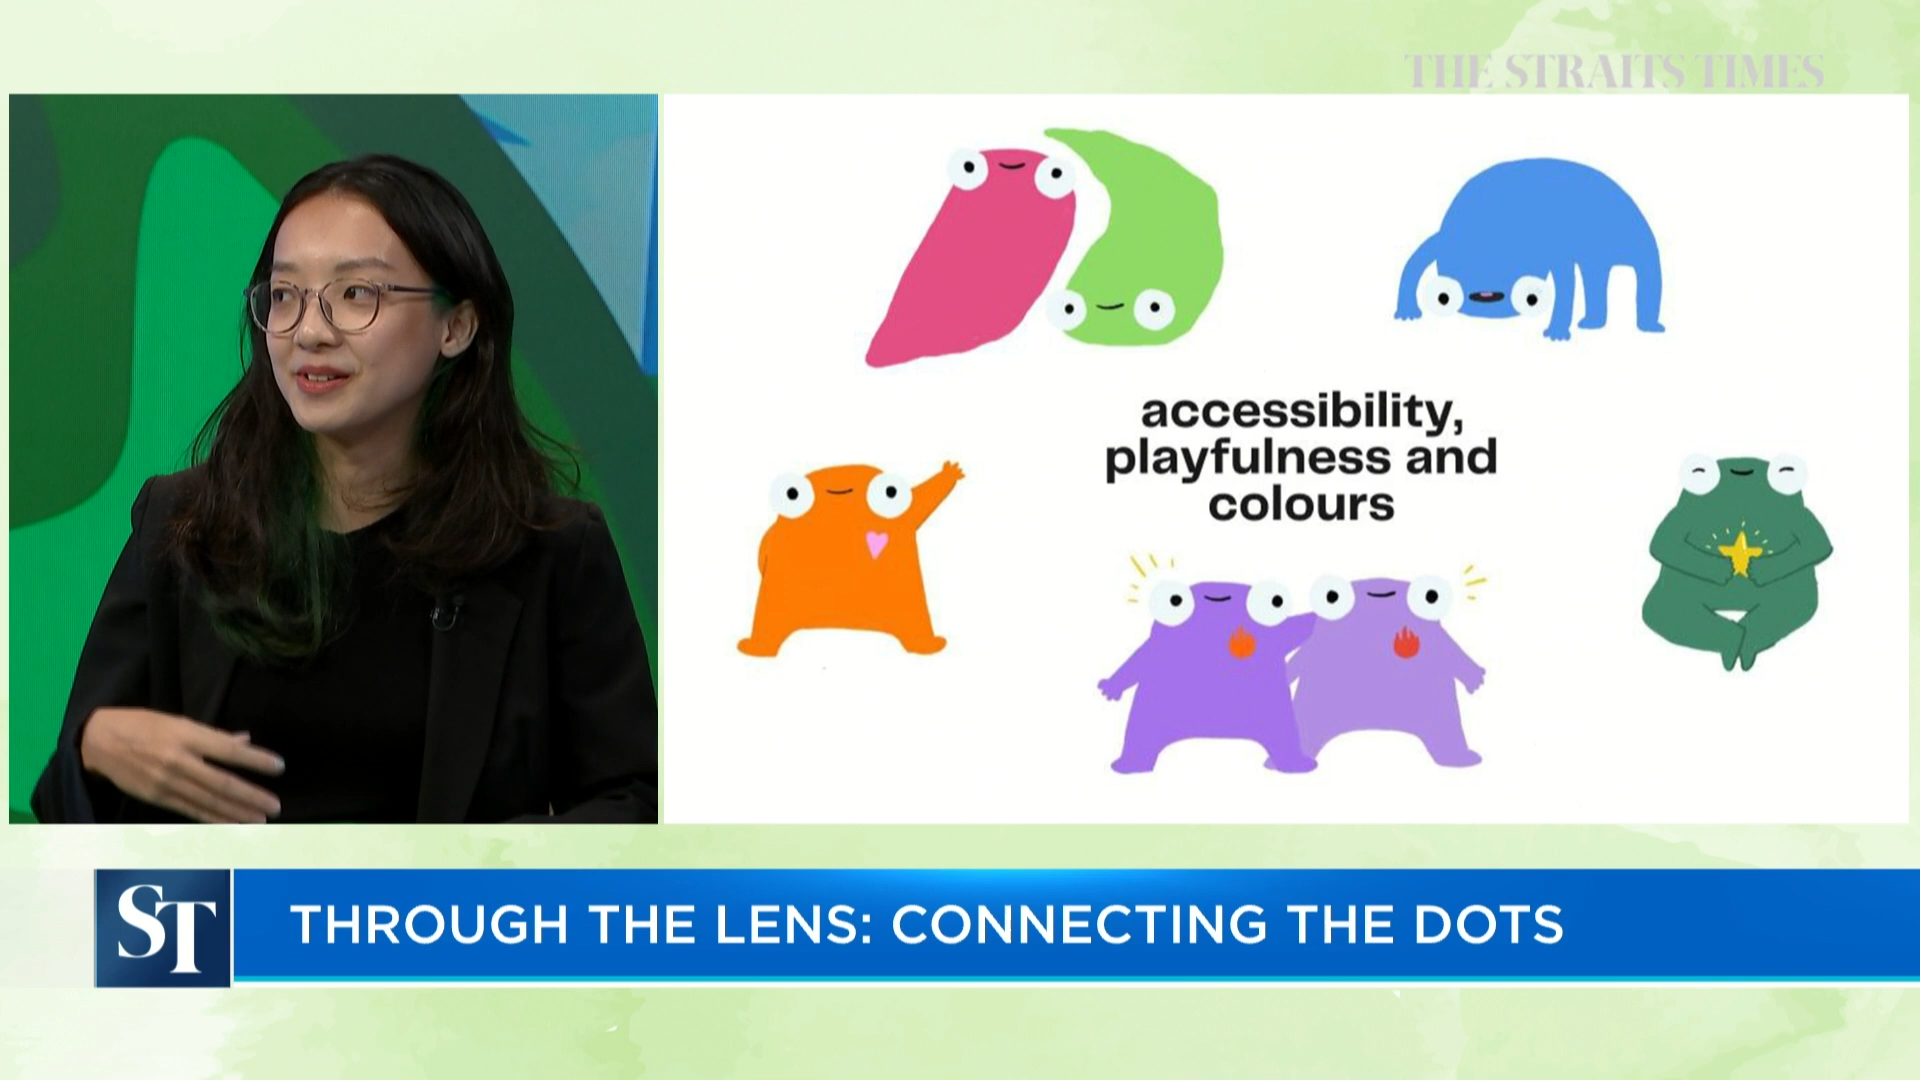 THE STRAITS TIMES
accessibility,
playfulness and
colours
ST
THROUGH THE LENS: CONNECTING THE DOTS